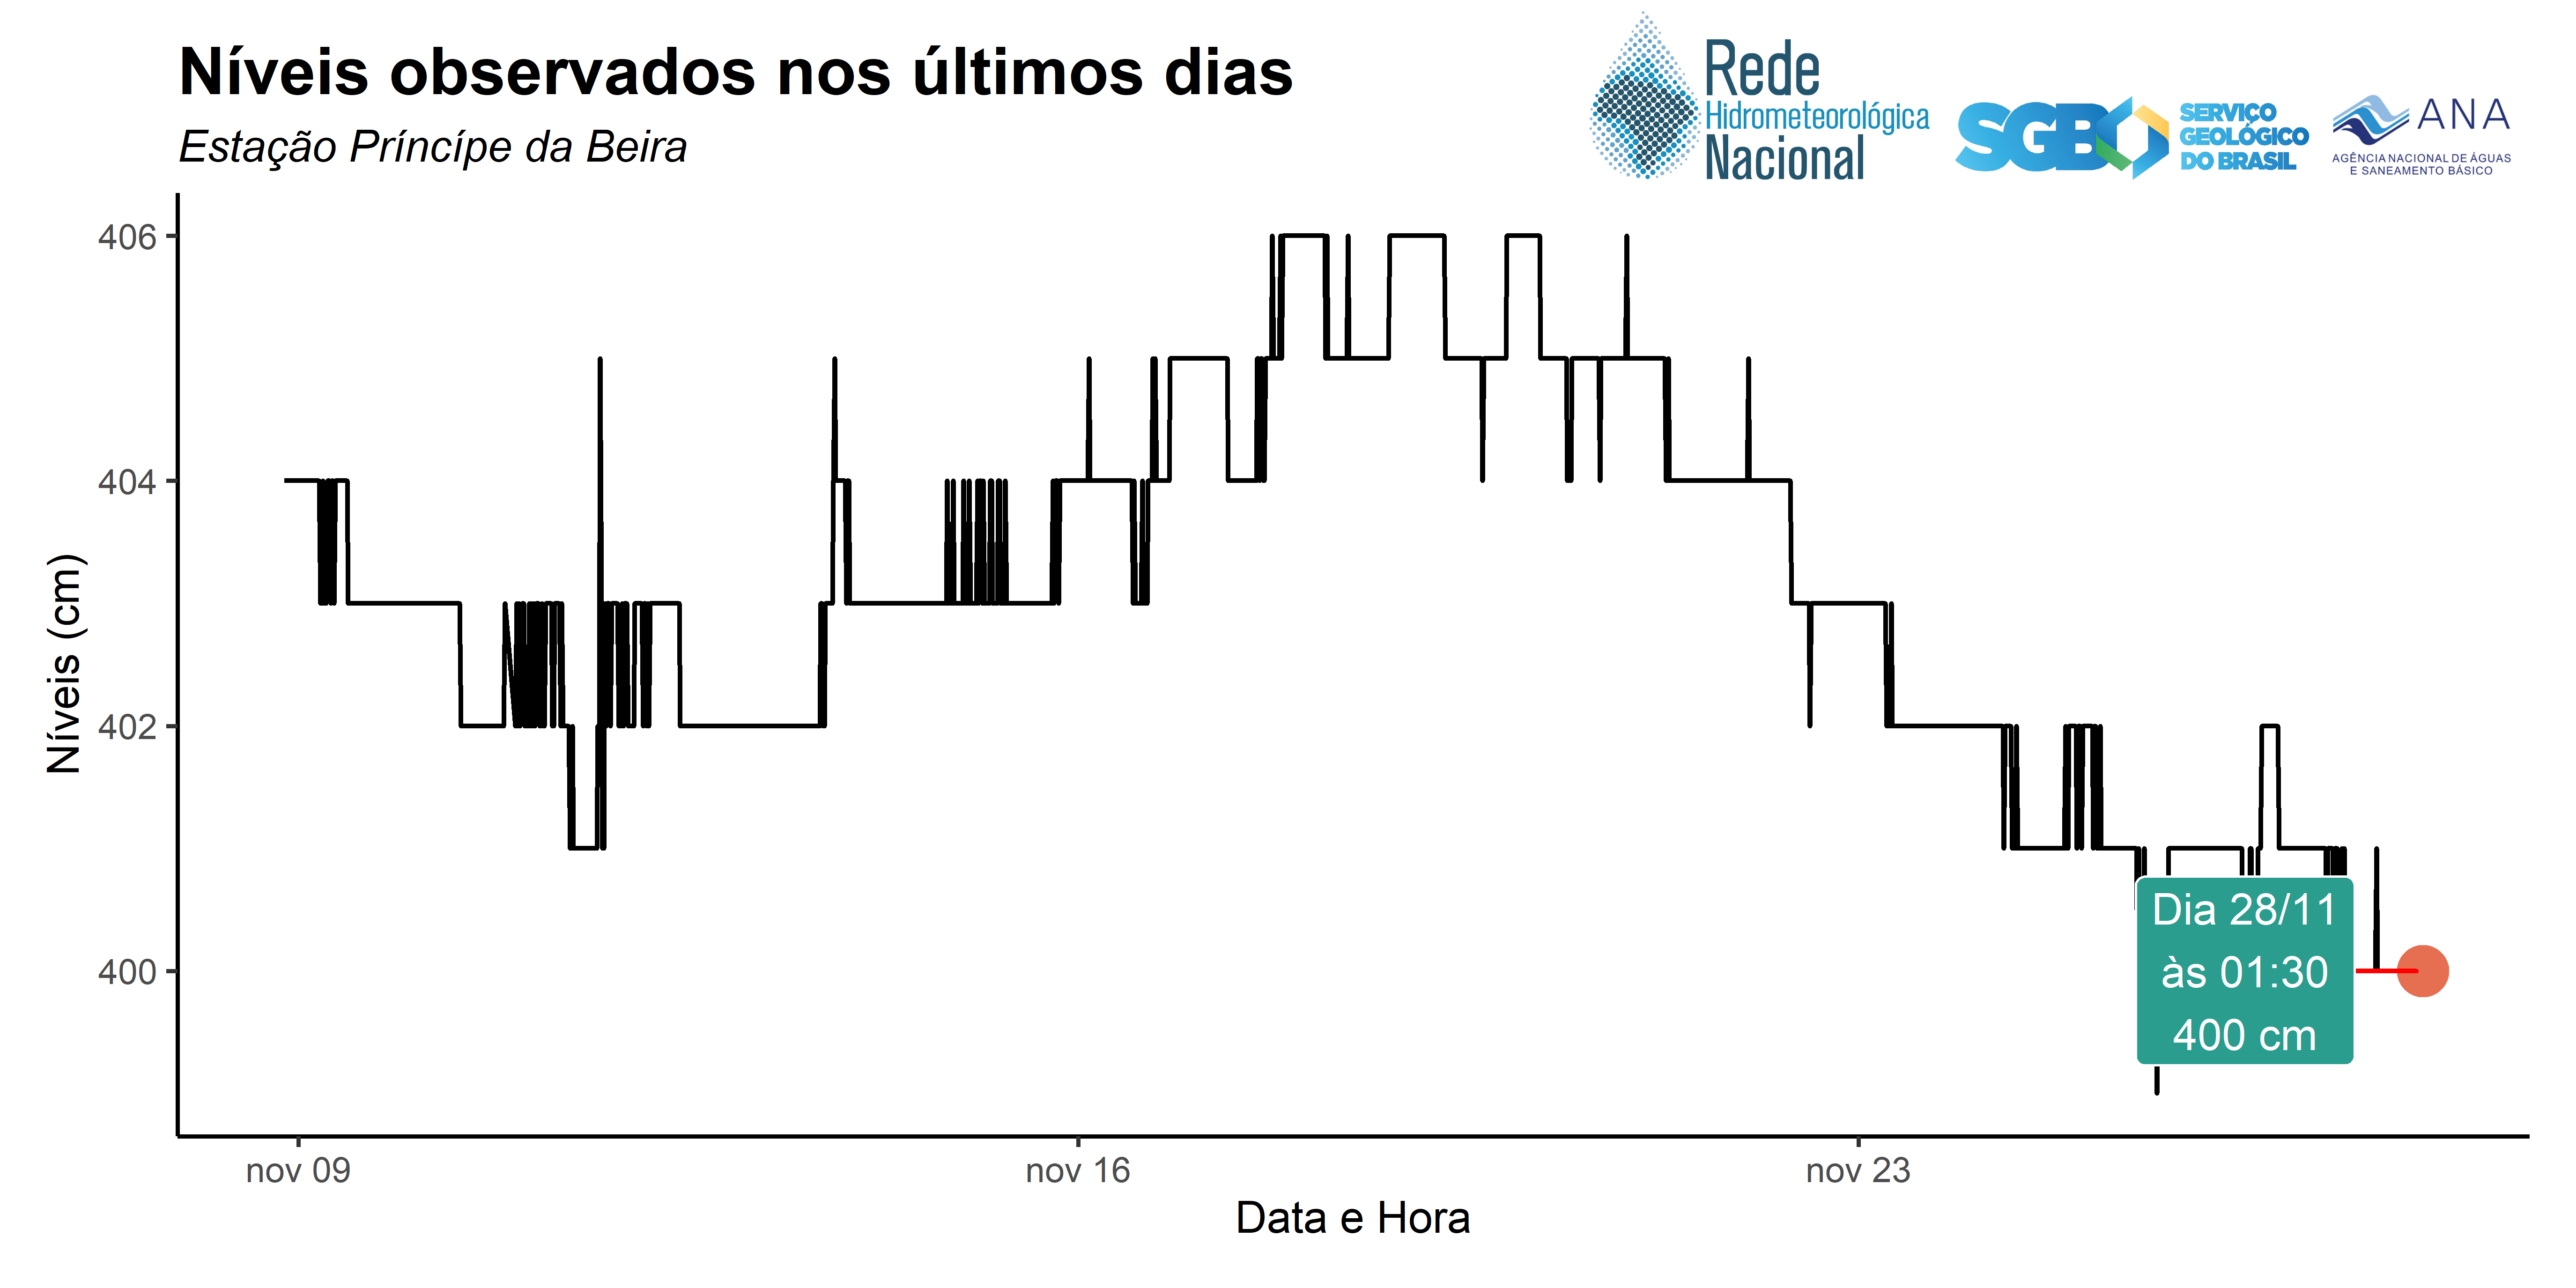 Níveis observados nos últimos dias
Estação Príncípe da Beira
Rede
Hidrometeorológica
Nacional
SGB
SERVIÇO
GEOLÓGICO
DO BRASIL
ANA
AGÊNCIA NACIONAL DE ÁGUAS
E SANEAMENTO BÁSICO
Níveis (cm)
406
404
402
400
Dia 28/11
às 01:30
400 cm
nov 09
nov 16
nov 23
Data e Hora